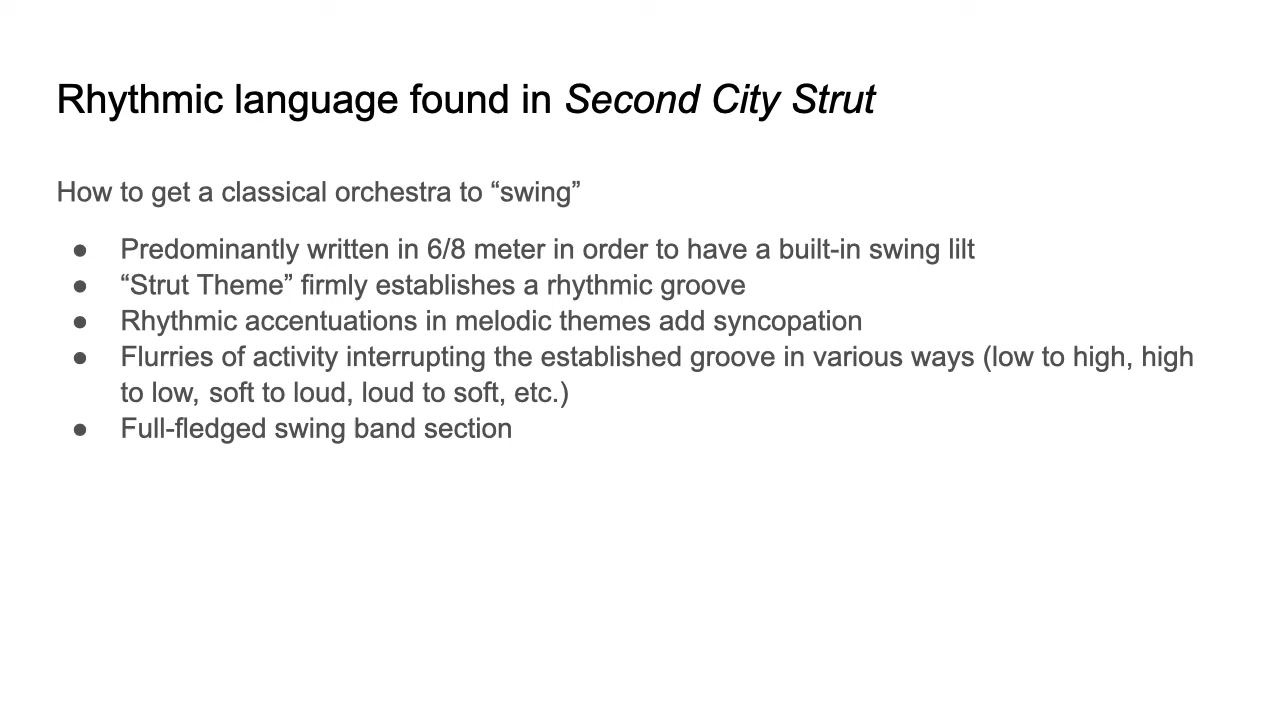 Rhythmic language found in Second City Strut
How to get a classical orchestra to “swing”
● Predominantly written in 6/8 meter in order to have a built-in swing lilt
● “Strut Theme” firmly establishes a rhythmic groove
● Rhythmic accentuations in melodic themes add syncopation
● Flurries of activity interrupting the established groove in various ways (low to high, high
to low, soft to loud, loud to soft, etc.)
● Full-fledged swing band section